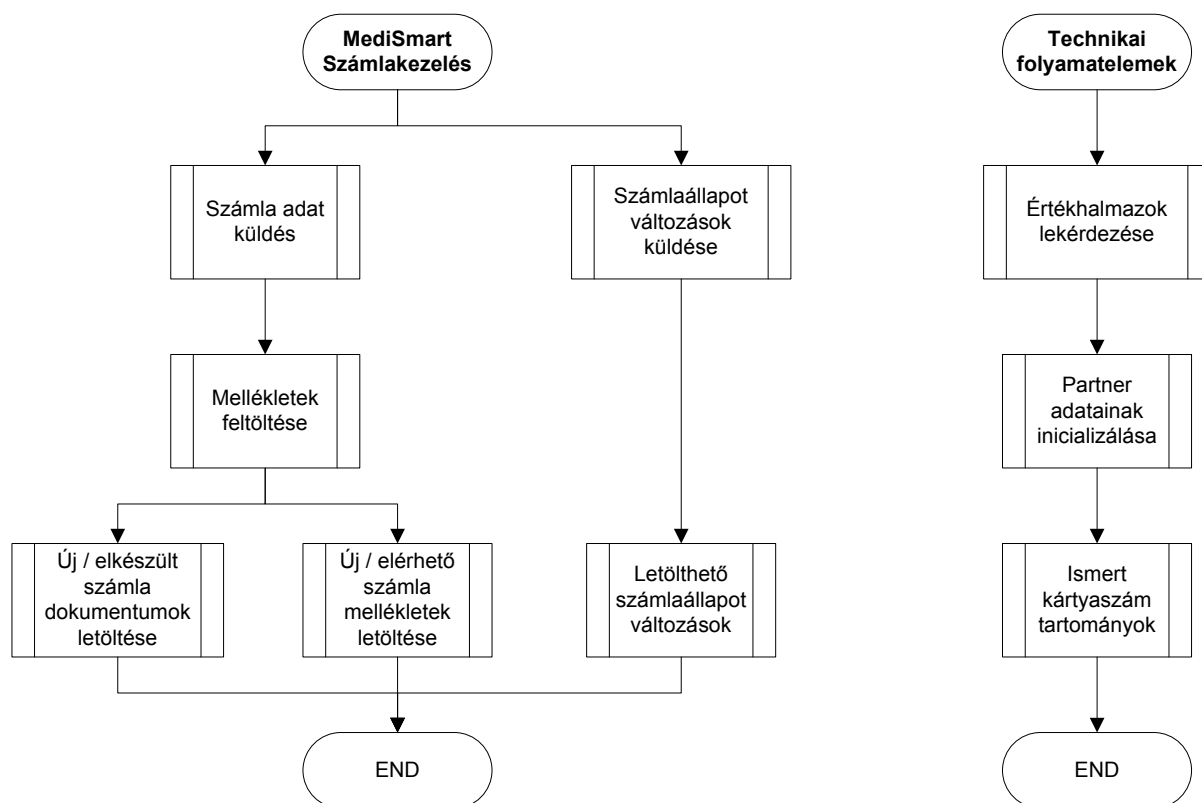 MediSmart
Számlakezelés
Számla adat
küldés
Számlaállapot
változások
küldése
Mellékletek
feltöltése
Új / elkészült
számla
dokumentumok
letöltése
Új / elérhető
számla
mellékletek
letöltése
Letölthető
számlaállapot
változások
END
Technikai
folyamatelemek
Értékhalmazok
lekérdezése
Partner
adatainak
inicializálása
Ismert
kártyaszám
tartományok
END